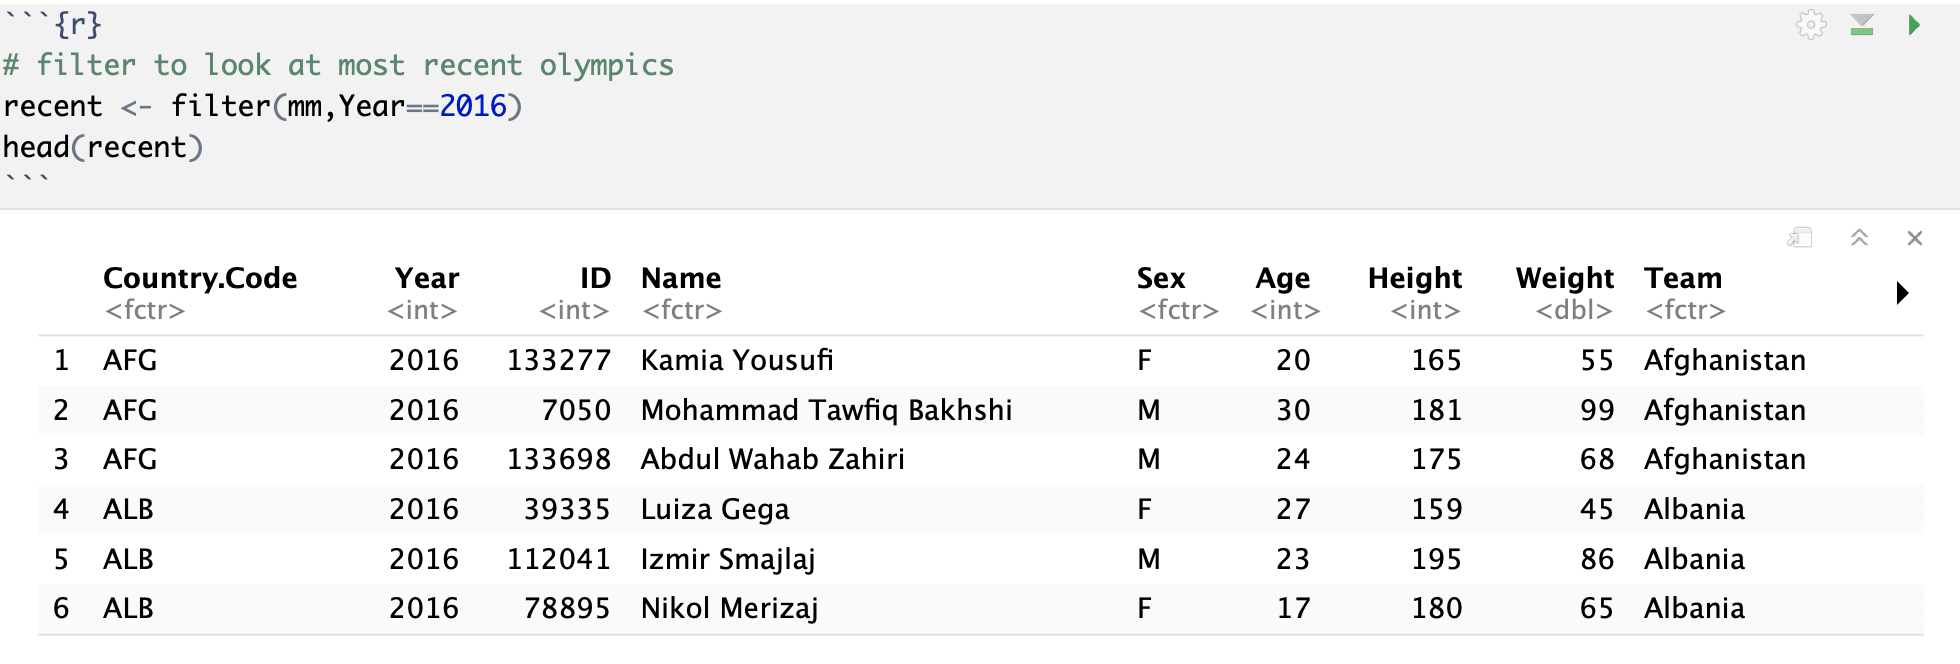 ```{r}
# filter to look at most recent olympics
recent <- filter(mm,Year==2016)
head(recent)
```
Country.Code Year ID Name Sex Age Height Weight Team
<fctr> <int> <int> <fctr> <fctr> <int> <int> <dbl> <fctr>
1 AFG 2016 133277 Kamia Yousufi F 20 165 55 Afghanistan
2 AFG 2016 7050 Mohammad Tawfiq Bakhshi M 30 181 99 Afghanistan
3 AFG 2016 133698 Abdul Wahab Zahiri M 24 175 68 Afghanistan
4 ALB 2016 39335 Luiza Gega F 27 159 45 Albania
5 ALB 2016 112041 Izmir Smajlaj M 23 195 86 Albania
6 ALB 2016 78895 Nikol Merizaj F 17 180 65 Albania